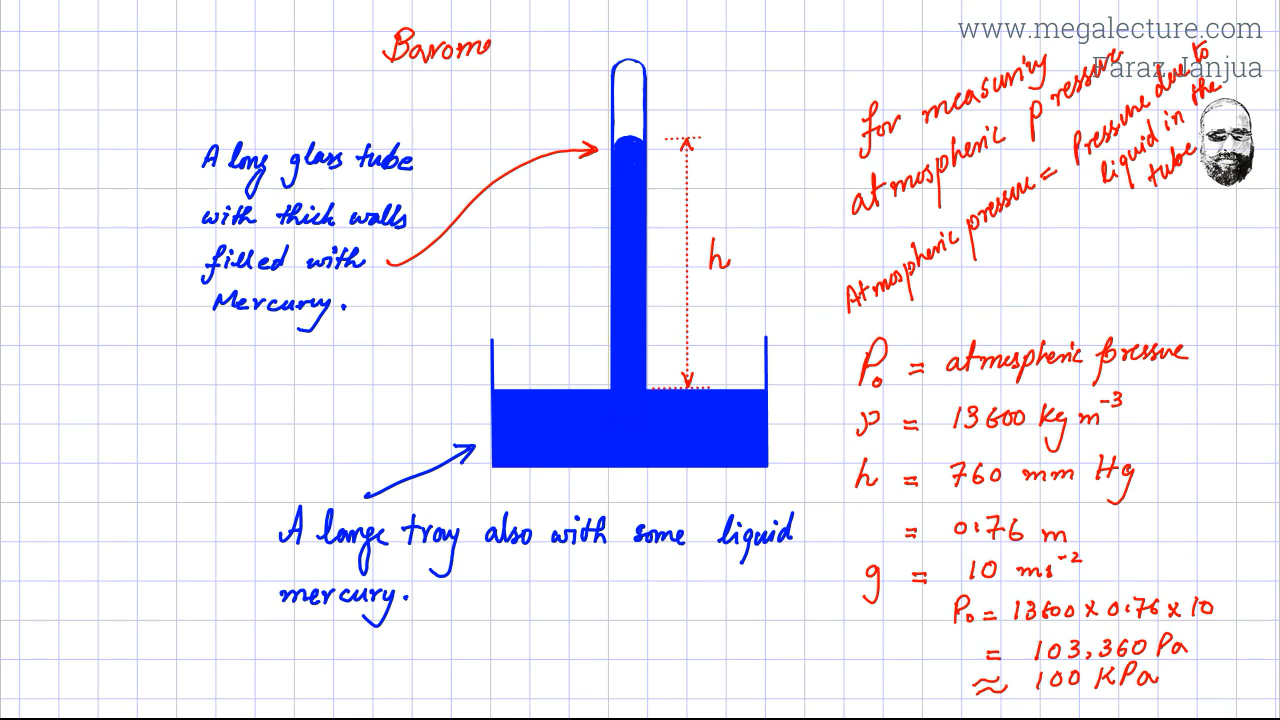 www.megalecture.com
Faraz Janjua
Barome
A long glass tube
with thick walls
filled with
Mercury.
h
A large tray also with some liquid
mercury.
for measuring
atmospheric pressure
Atmospheric pressure = Pressure due to
liquid in the
tube
P₀ = atmospheric pressure
ρ = 13600 kg m⁻³
h = 760 mm Hg
= 0.76 m
g = 10 ms⁻²
P₀ = 13600 x 0.76 x 10
= 103,360 Pa
≈ 100 KPa